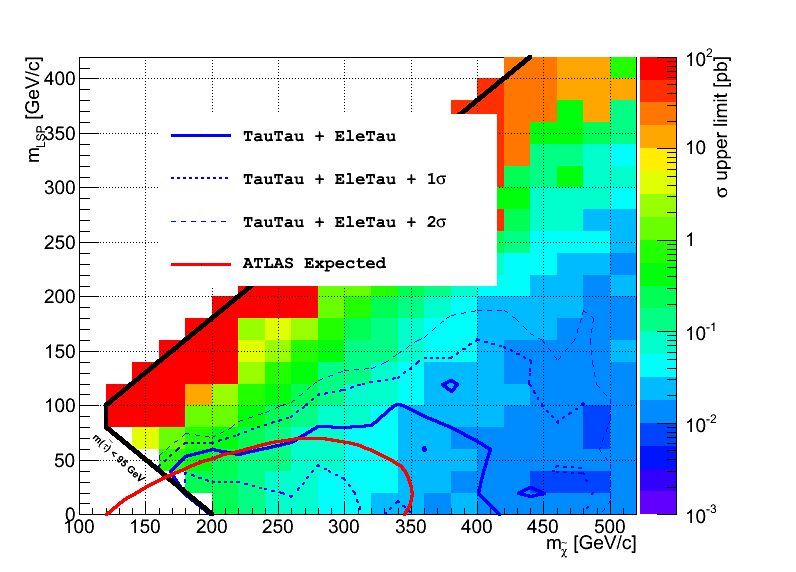 m_LSP [GeV/c]
400
350
300
250
200
150
100
50
0
TauTau + EleTau
TauTau + EleTau + 1σ
TauTau + EleTau + 2σ
ATLAS Expected
m(τ̃) < 95 GeV
100 150 200 250 300 350 400 450 500
m_χ̃ [GeV/c]
10²
10
1
10⁻¹
10⁻²
10⁻³
σ upper limit [pb]